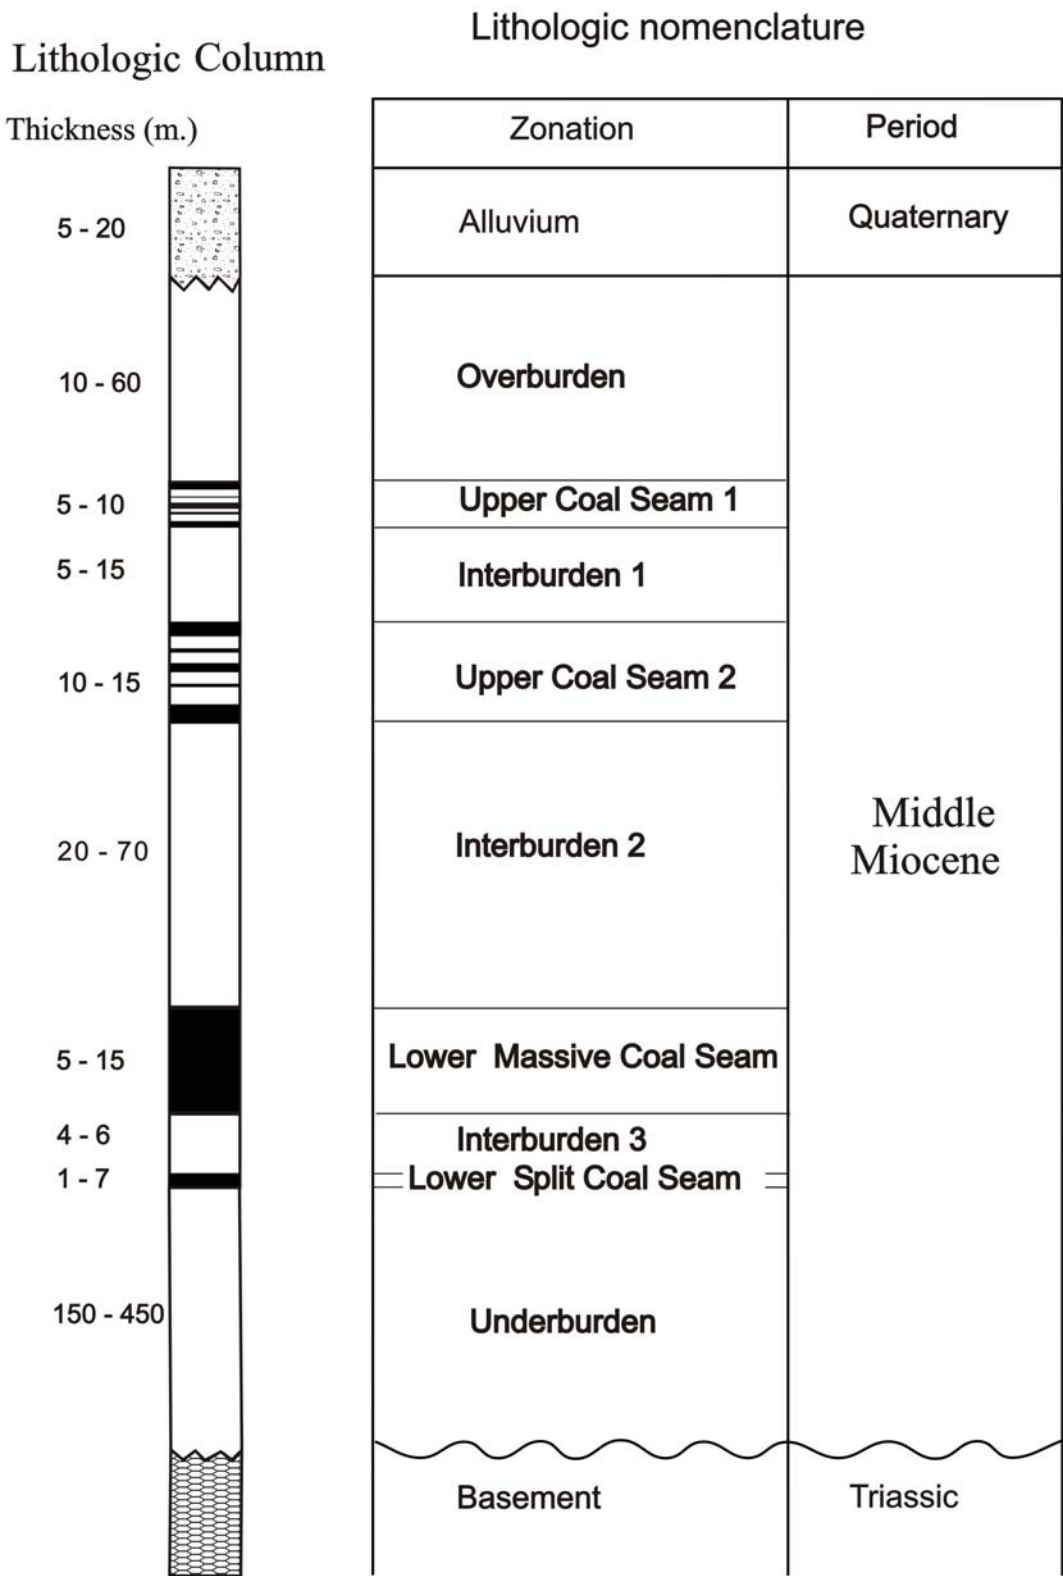 Lithologic nomenclature
Lithologic Column
Thickness (m.)
Zonation
Period
5 - 20
Alluvium
Quaternary
10 - 60
Overburden
5 - 10
Upper Coal Seam 1
5 - 15
Interburden 1
10 - 15
Upper Coal Seam 2
20 - 70
Interburden 2
Middle
Miocene
5 - 15
Lower Massive Coal Seam
4 - 6
Interburden 3
1 - 7
Lower Split Coal Seam
150 - 450
Underburden
Basement
Triassic